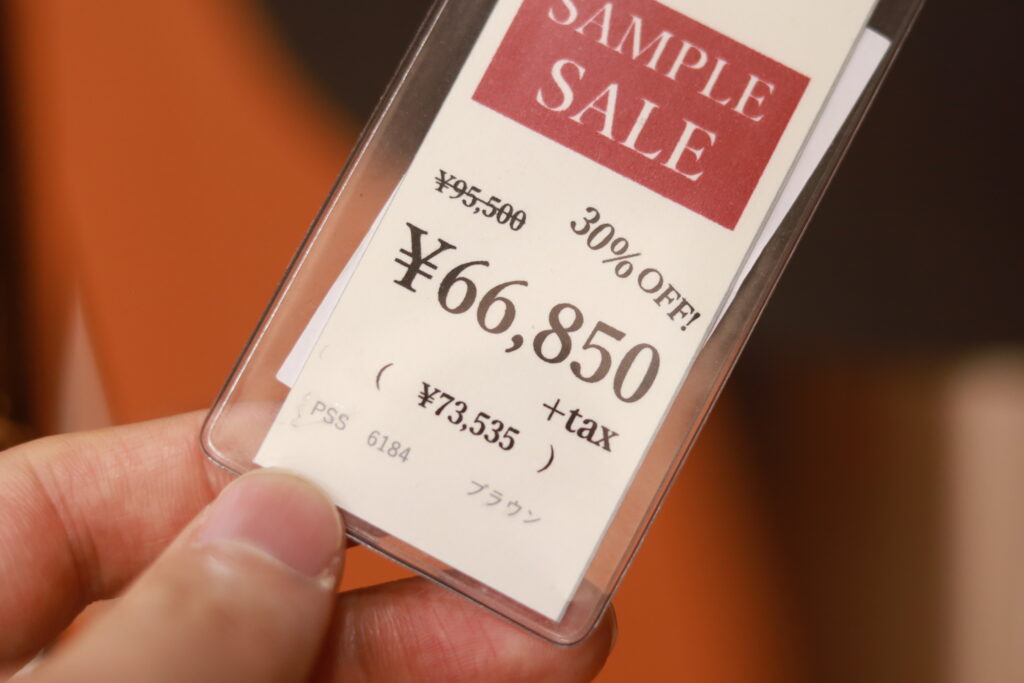 SAMPLE
SALE
¥95,500
30% OFF!
¥66,850
+tax
( ¥73,535 )
PSS 6184
ブラウン